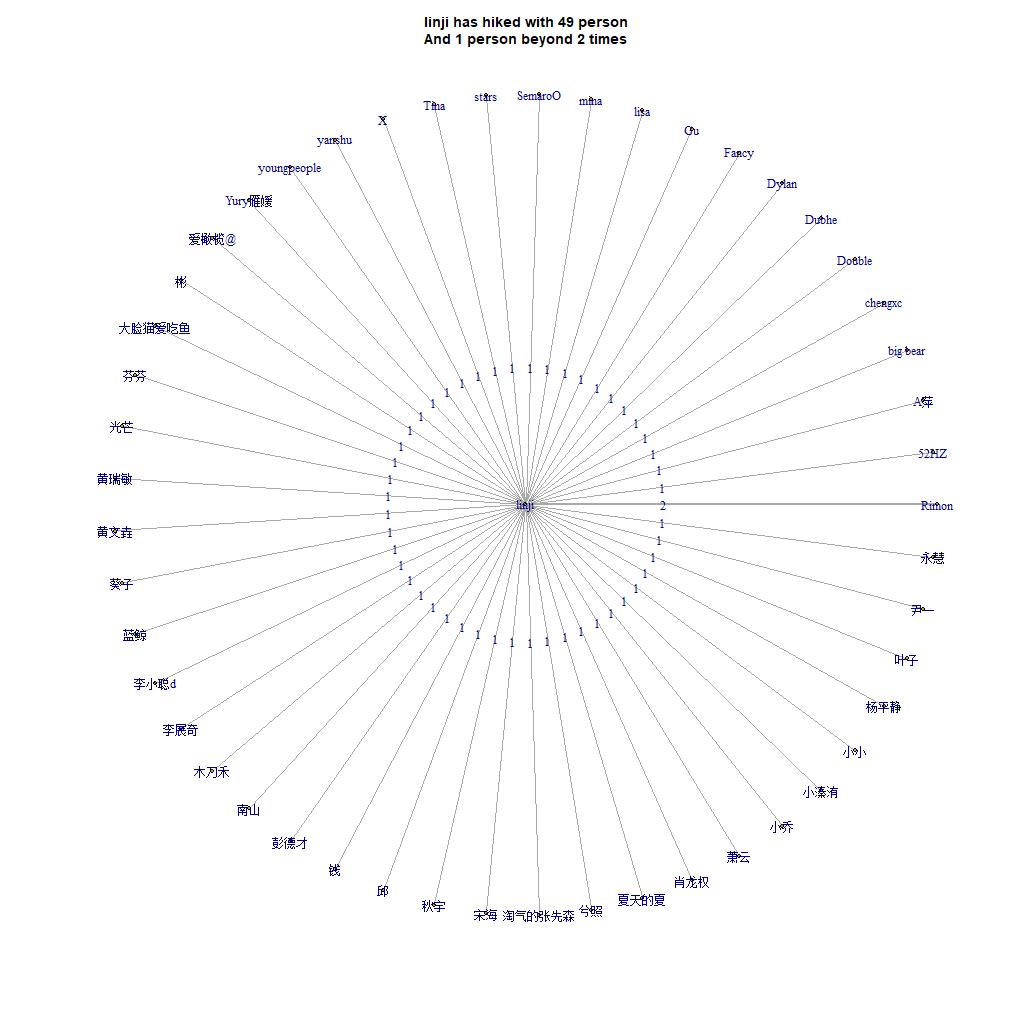 linji has hiked with 49 person
And 1 person beyond 2 times
SemiroO
stars
mina
Tina
lisa
X
Ou
yanshu
Fancy
youngpeople
Dylan
Yury雁媛
Dubhe
爱橄榄@
Double
彬
chengxc
大脸猫爱吃鱼
big bear
芬芬
A萍
光芒
52HZ
黄瑞敏
linji
Rimon
黄文垚
永慧
葵子
尹一
蓝鲸
叶子
李小聪d
杨平静
李展奇
小小
木子禾
小溱洧
南山
小乔
彭德才
萧云
钱
肖龙权
邱
夏天的夏
秋宇
兮照
宋海
淘气的张先森
1 1 1 1 1 1 1 1 1 1 1 1 1 1 1 1 1 1 1 1 1 1 1 1
2
1 1 1 1 1 1 1 1 1 1 1 1 1 1 1 1 1 1 1 1 1 1 1 1